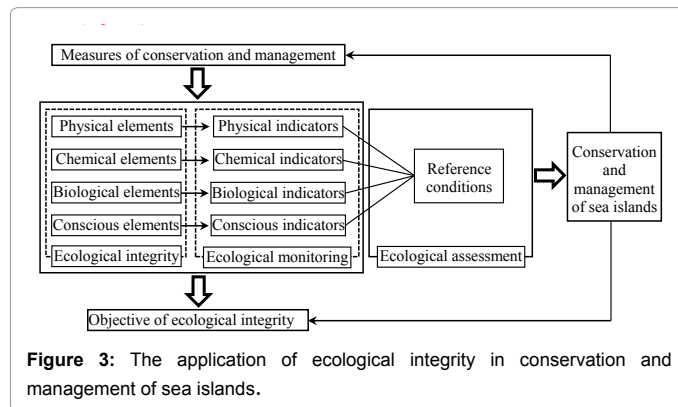 Measures of conservation and management
Physical elements
Physical indicators
Chemical elements
Chemical indicators
Biological elements
Biological indicators
Conscious elements
Conscious indicators
Ecological integrity
Ecological monitoring
Reference
conditions
Ecological assessment
Conservation
and
management
of sea islands
Objective of ecological integrity
Figure 3: The application of ecological integrity in conservation and
management of sea islands.